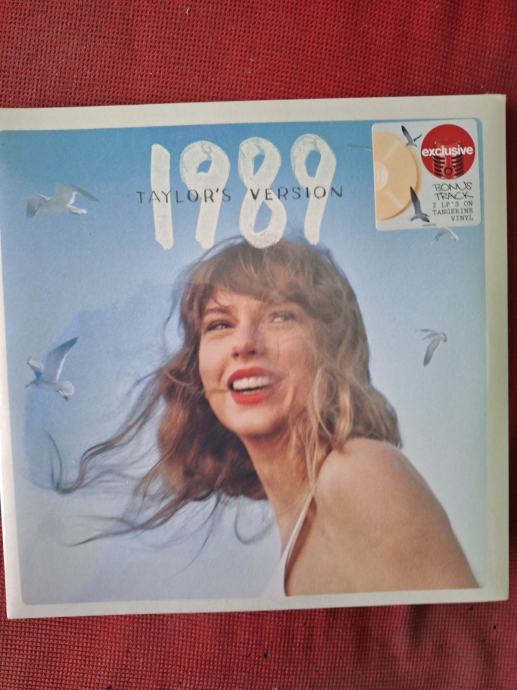 1989
TAYLOR'S VERSION
exclusive
BONUS
TRACK
2 LP'S ON
TANGERINE
VINYL